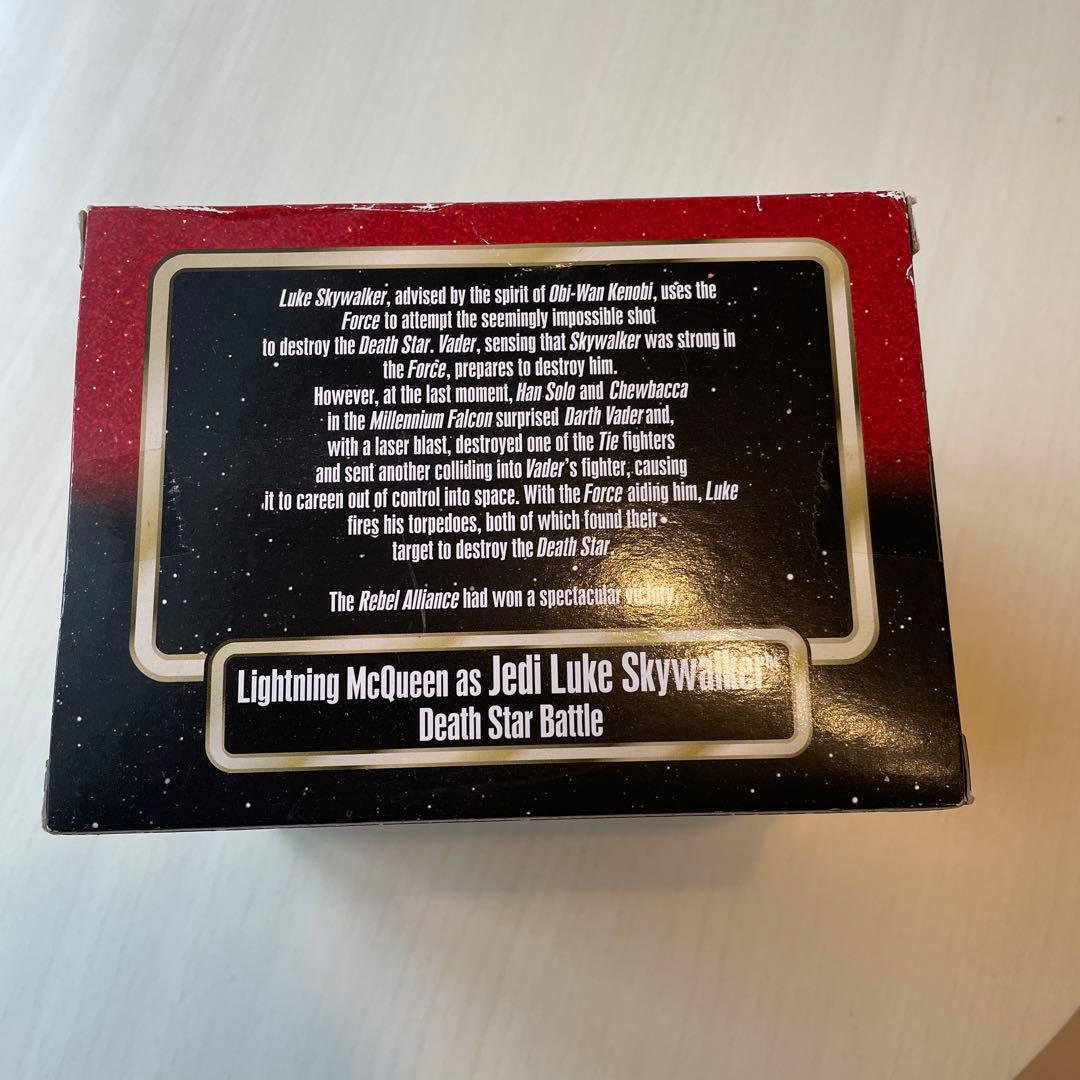 Luke Skywalker, advised by the spirit of Obi-Wan Kenobi, uses the
Force to attempt the seemingly impossible shot
to destroy the Death Star. Vader, sensing that Skywalker was strong in
the Force, prepares to destroy him.
However, at the last moment, Han Solo and Chewbacca
in the Millennium Falcon surprised Darth Vader and,
with a laser blast, destroyed one of the Tie fighters
and sent another colliding into Vader's fighter, causing
it to careen out of control into space. With the Force aiding him, Luke
fires his torpedoes, both of which found their
target to destroy the Death Star.
The Rebel Alliance had won a spectacular victory.
Lightning McQueen as Jedi Luke Skywalker™
Death Star Battle